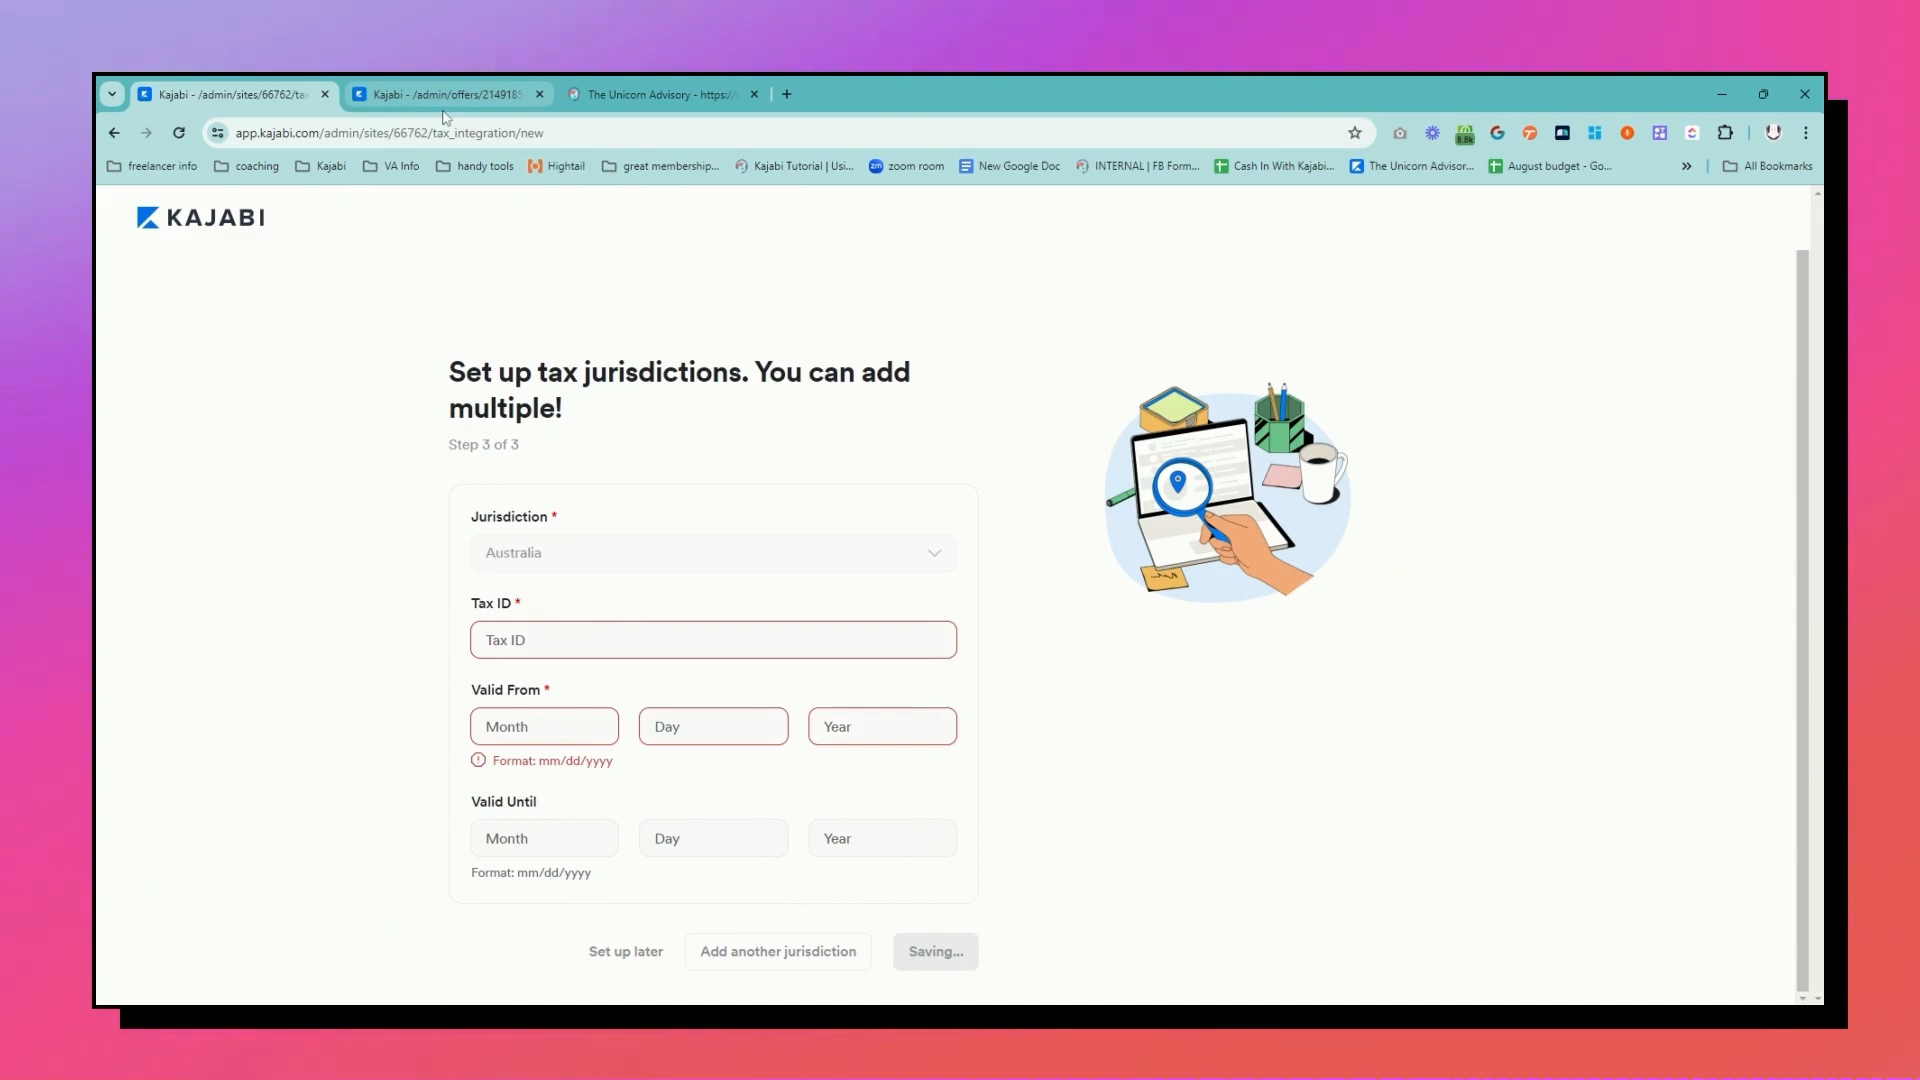 Kajabi - /admin/sites/66762/ta
Kajabi - /admin/offers/2149185
The Unicorn Advisory - https://
app.kajabi.com/admin/sites/66762/tax_integration/new
8.8k
freelancer info
coaching
Kajabi
VA Info
handy tools
Hightail
great membership...
Kajabi Tutorial | Usi...
zm
zoom room
New Google Doc
INTERNAL | FB Form...
Cash In With Kajabi...
The Unicorn Advisor...
August budget - Go...
All Bookmarks
KAJABI
Set up tax jurisdictions. You can add
multiple!
Step 3 of 3
Jurisdiction *
Australia
Tax ID *
Tax ID
Valid From *
Month Day Year
Format: mm/dd/yyyy
Valid Until
Month Day Year
Format: mm/dd/yyyy
Set up later Add another jurisdiction Saving...